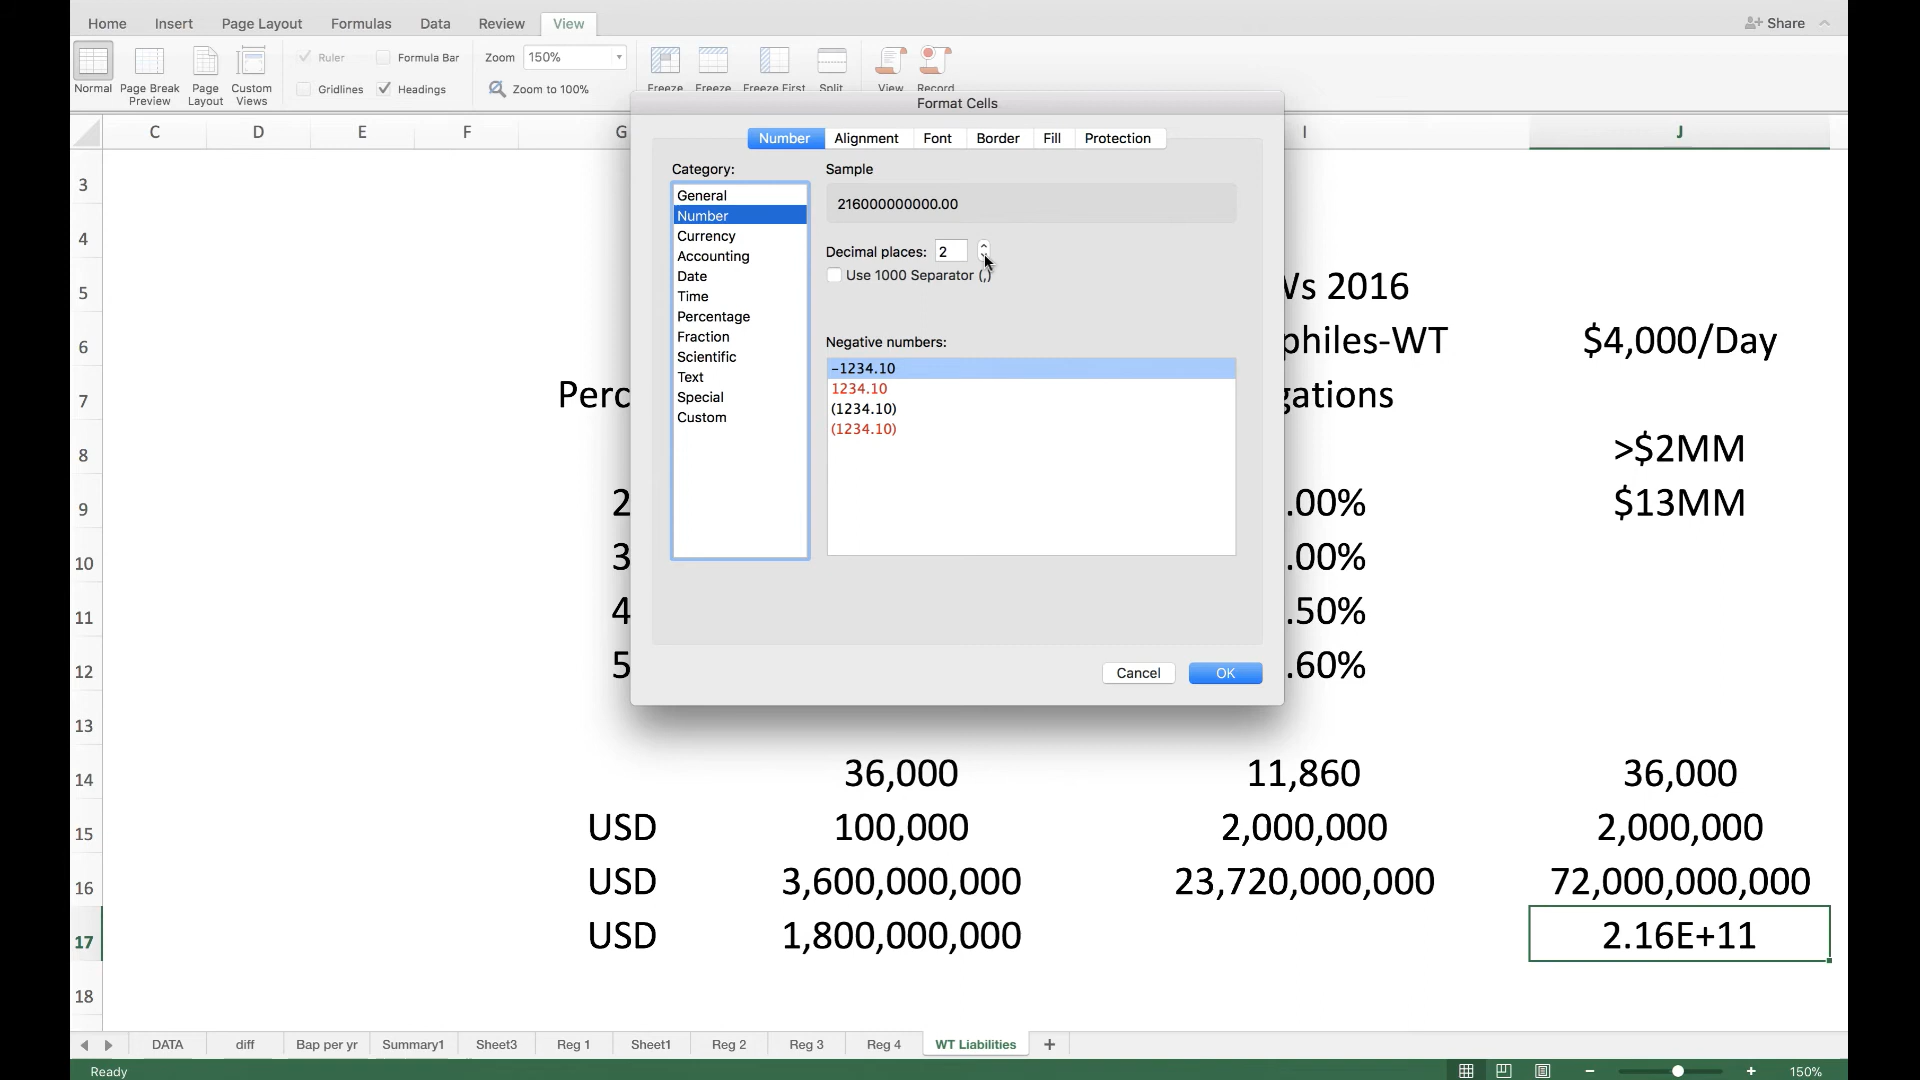 Home Insert Page Layout Formulas Data Review View Share
Ruler Formula Bar Zoom 150%
Gridlines Headings Zoom to 100%
Normal Page Break Preview Page Layout Custom Views Freeze Freeze Freeze First Split View Record
Format Cells
C D E F G I J
Number Alignment Font Border Fill Protection
Category:
General
Number
Currency
Accounting
Date
Time
Percentage
Fraction
Scientific
Text
Special
Custom
Sample
216000000000.00
Decimal places: 2
Use 1000 Separator (,)
Negative numbers:
-1234.10
1234.10
(1234.10)
(1234.10)
Cancel OK
3
4
5 2016
6 philes-WT $4,000/Day
7 Perc gations
8 >$2MM
9 2 .00% $13MM
10 3 .00%
11 4 .50%
12 5 .60%
13
14 36,000 11,860 36,000
15 USD 100,000 2,000,000 2,000,000
16 USD 3,600,000,000 23,720,000,000 72,000,000,000
17 USD 1,800,000,000 2.16E+11
18
DATA diff Bap per yr Summary1 Sheet3 Reg 1 Sheet1 Reg 2 Reg 3 Reg 4 WT Liabilities +
Ready 150%